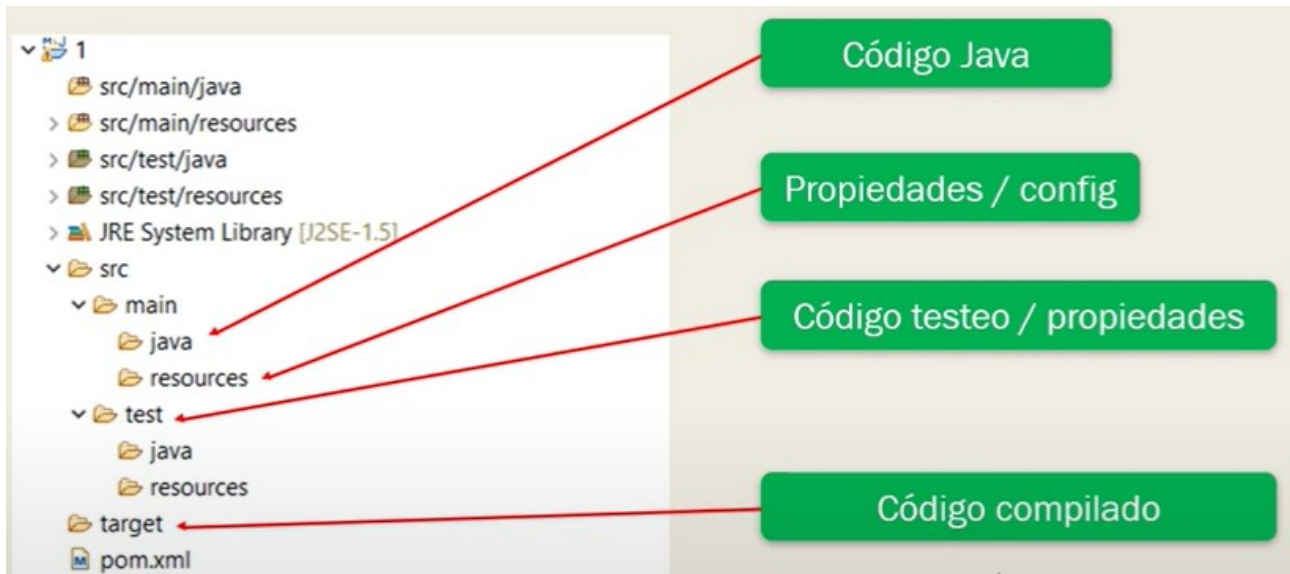 1
src/main/java
src/main/resources
src/test/java
src/test/resources
JRE System Library [J2SE-1.5]
src
main
java
resources
test
java
resources
target
pom.xml
Código Java
Propiedades / config
Código testeo / propiedades
Código compilado